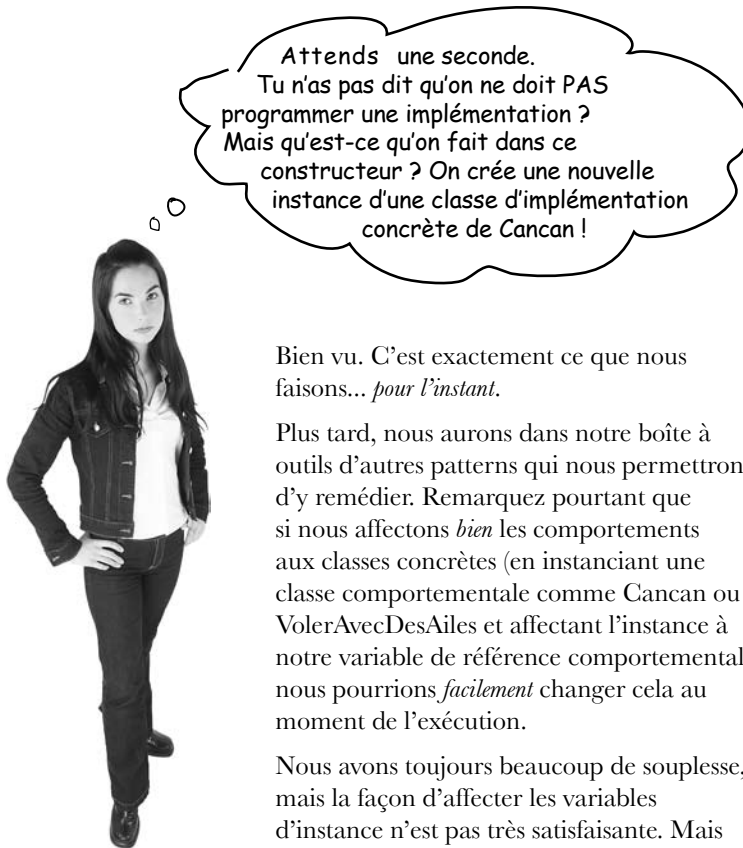 Attends une seconde.
Tu n'as pas dit qu'on ne doit PAS
programmer une implémentation ?
Mais qu'est-ce qu'on fait dans ce
constructeur ? On crée une nouvelle
instance d'une classe d'implémentation
concrète de Cancan !
Bien vu. C'est exactement ce que nous
faisons... pour l'instant.
Plus tard, nous aurons dans notre boîte à
outils d'autres patterns qui nous permettron
d'y remédier. Remarquez pourtant que
si nous affectons bien les comportements
aux classes concrètes (en instanciant une
classe comportementale comme Cancan ou
VolerAvecDesAiles et affectant l'instance à
notre variable de référence comportemental
nous pourrions facilement changer cela au
moment de l'exécution.
Nous avons toujours beaucoup de souplesse,
mais la façon d'affecter les variables
d'instance n'est pas très satisfaisante. Mais